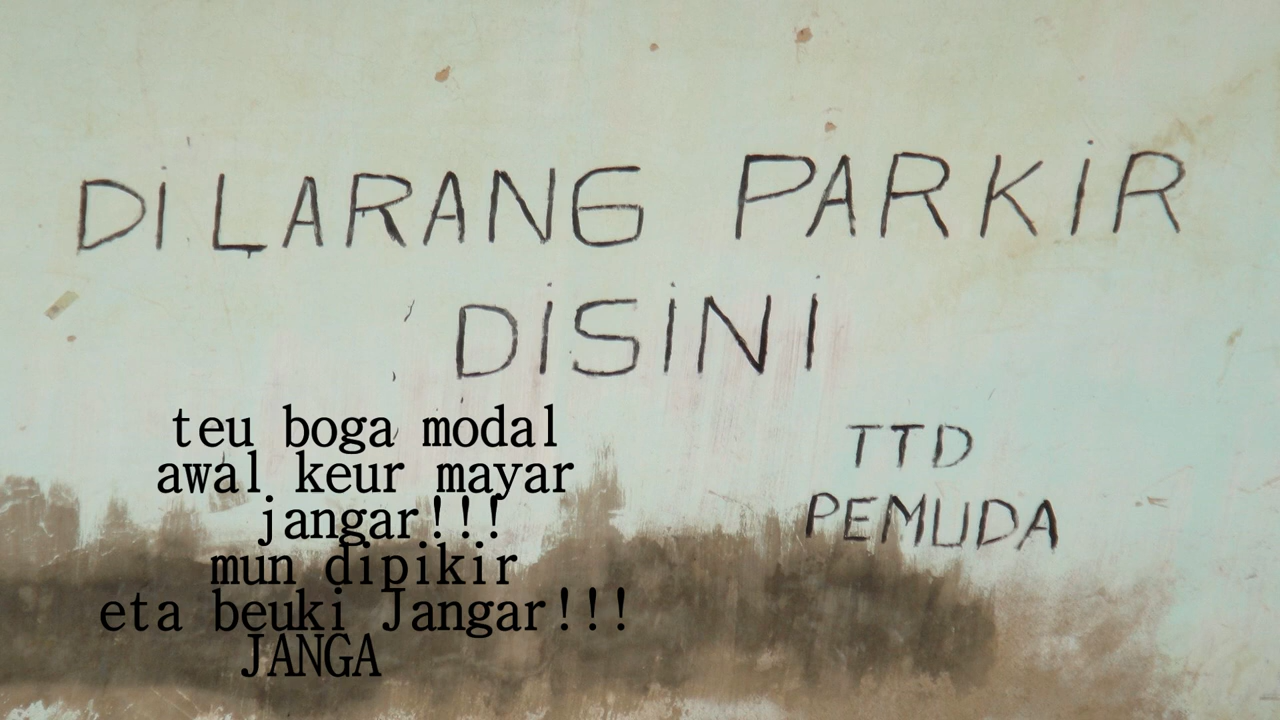 DiLARANG PARKiR
DiSiNi
teu boga modal
awal keur mayar
jangar!!!
mun dipikir
eta beuki Jangar!!!
JANGA
TTD
PEMUDA